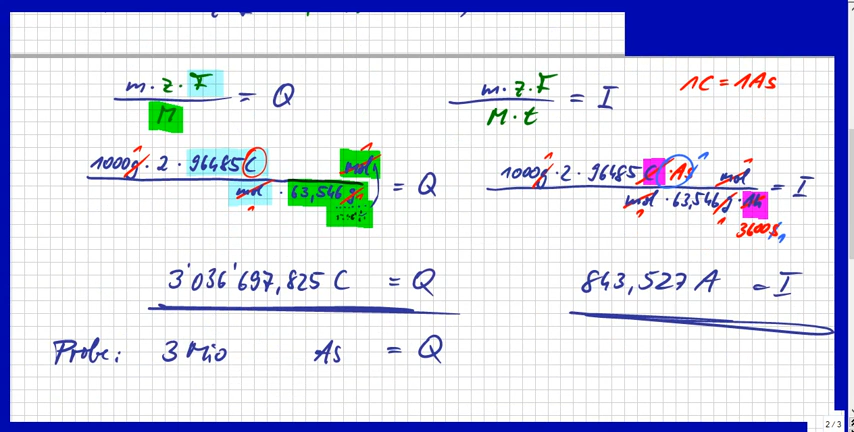 m · z · F / M = Q
m · z · F / M · t = I
1C = 1As
1000g · 2 · 96485 C mol / mol · 63,546 g = Q
1000g · 2 · 96485 C · As mol / mol · 63,546 g · 1h = I
3600s
3'036'697,825 C = Q
843,527 A = I
Probe: 3 Mio As = Q
2 / 3